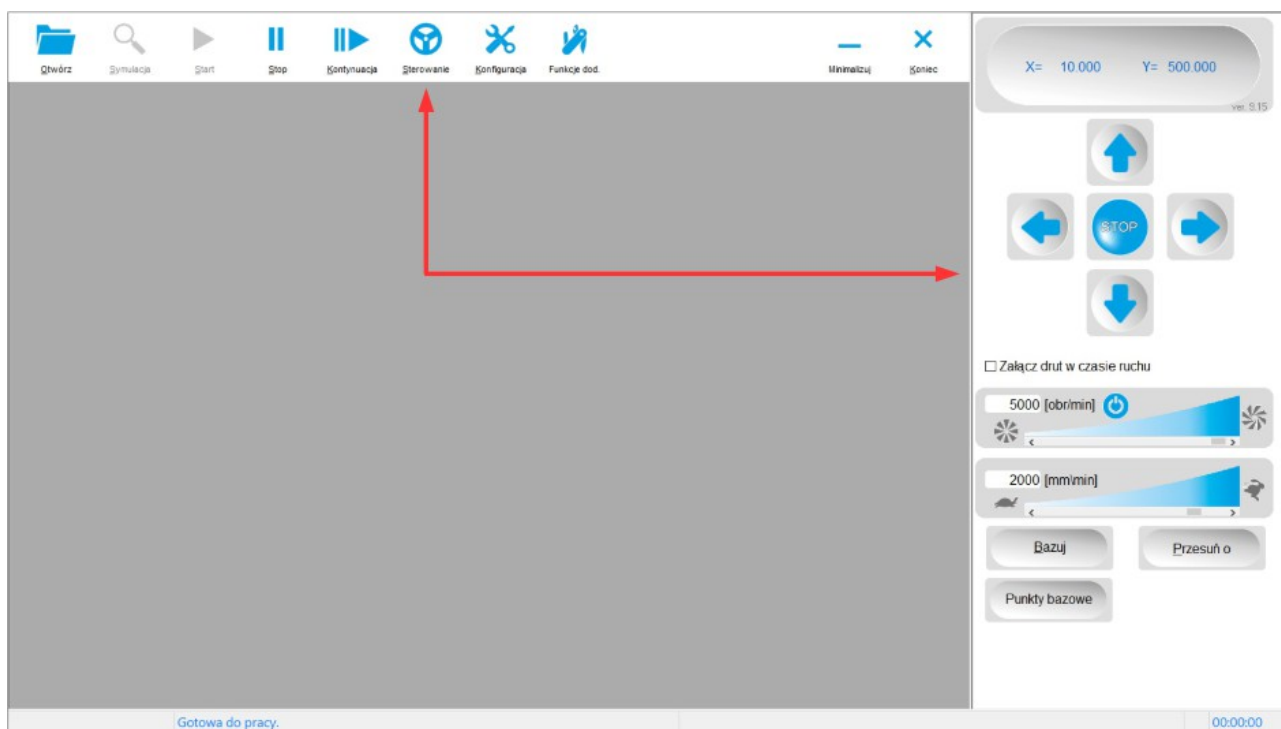 Otwórz
Symulacja
Start
Stop
Kontynuacja
Sterowanie
Konfiguracja
Funkcje dod.
Minimalizuj
Koniec
X= 10.000 Y= 500.000
ver. 9.15
STOP
Załącz drut w czasie ruchu
5000 [obr/min]
2000 [mm\min]
Bazuj
Przesuń o
Punkty bazowe
Gotowa do pracy.
00:00:00